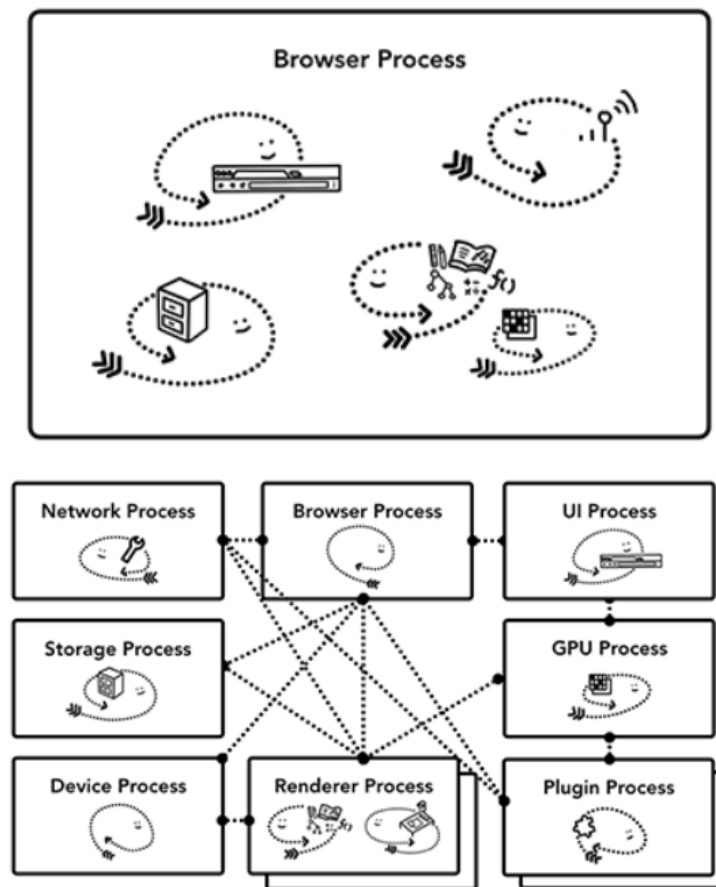 Browser Process
f()
Network Process
Browser Process
UI Process
Storage Process
GPU Process
Device Process
Renderer Process
f()
Plugin Process